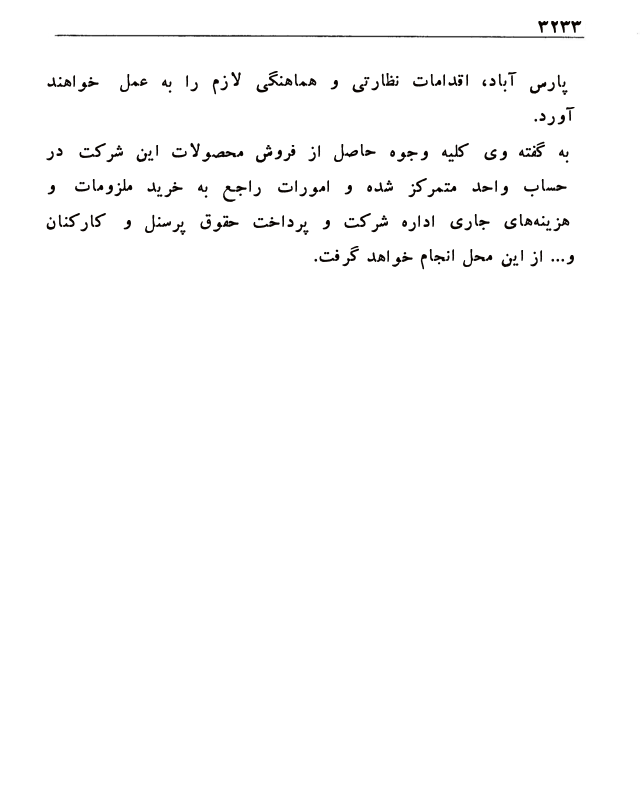 ۳۲۳۳
پارس آباد، اقدامات نظارتی و هماهنگی لازم را به عمل خواهند
آورد.
به گفته وی کلیه وجوه حاصل از فروش محصولات این شرکت در
حساب واحد متمرکز شده و امورات راجع به خرید ملزومات و
هزینه‌های جاری اداره شرکت و پرداخت حقوق پرسنل و کارکنان
و... از این محل انجام خواهد گرفت.